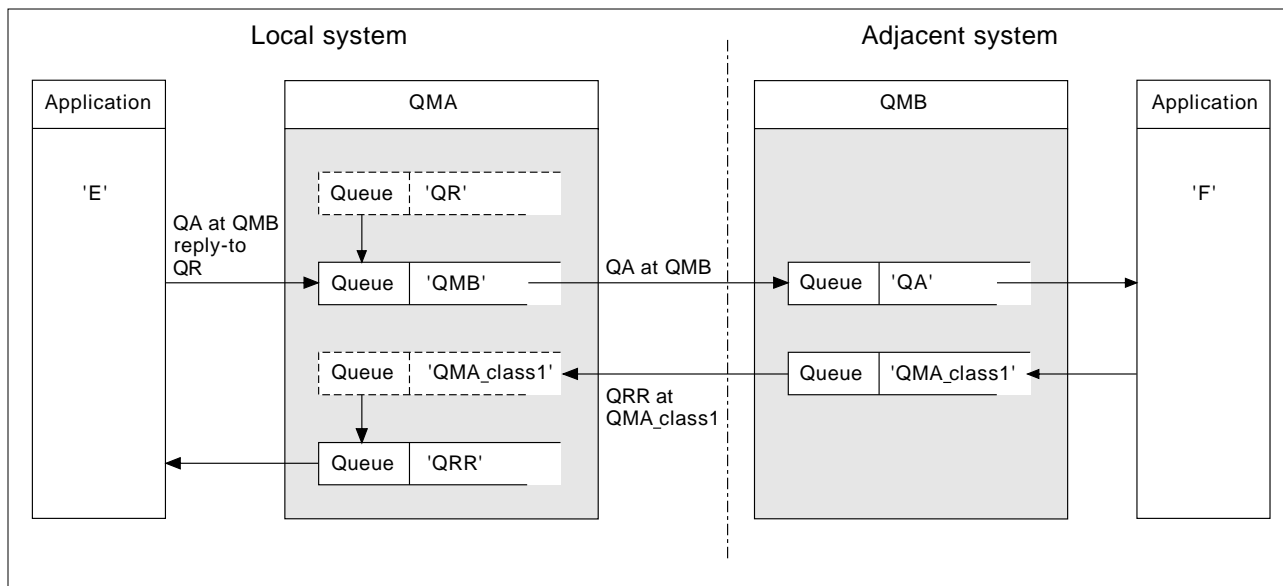 Local system
Adjacent system
Application
QMA
QMB
Application
'E'
Queue 'QR'
'F'
QA at QMB
reply-to
QR
Queue 'QMB'
QA at QMB
Queue 'QA'
Queue 'QMA_class1'
QRR at
QMA_class1
Queue 'QMA_class1'
Queue 'QRR'